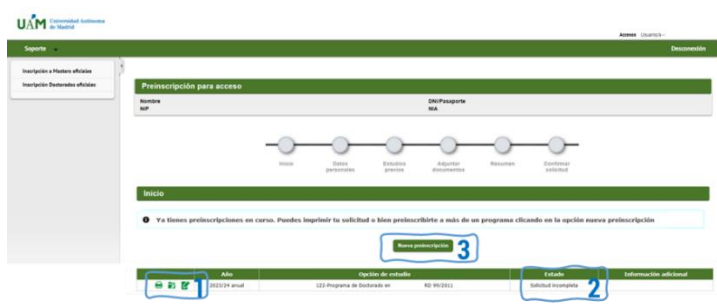 UAM Universidad Autónoma
de Madrid
Acceso Usuario/a -
Soporte Desconexión
Inscripción a Masters oficiales
Inscripción Doctorados oficiales
Preinscripción para acceso
Nombre DNI/Pasaporte
NIP NIA
Inicio Datos personales Estudios previos Adjuntar documentos Resumen Confirmar solicitud
Inicio
Ya tienes preinscripciones en curso. Puedes imprimir tu solicitud o bien preinscribirte a más de un programa clicando en la opción nueva preinscripción
Nueva preinscripción 3
Año Opción de estudio Estado Información adicional
1 2023/24 anual 122-Programa de Doctorado en RD 99/2011 Solicitud incompleta 2